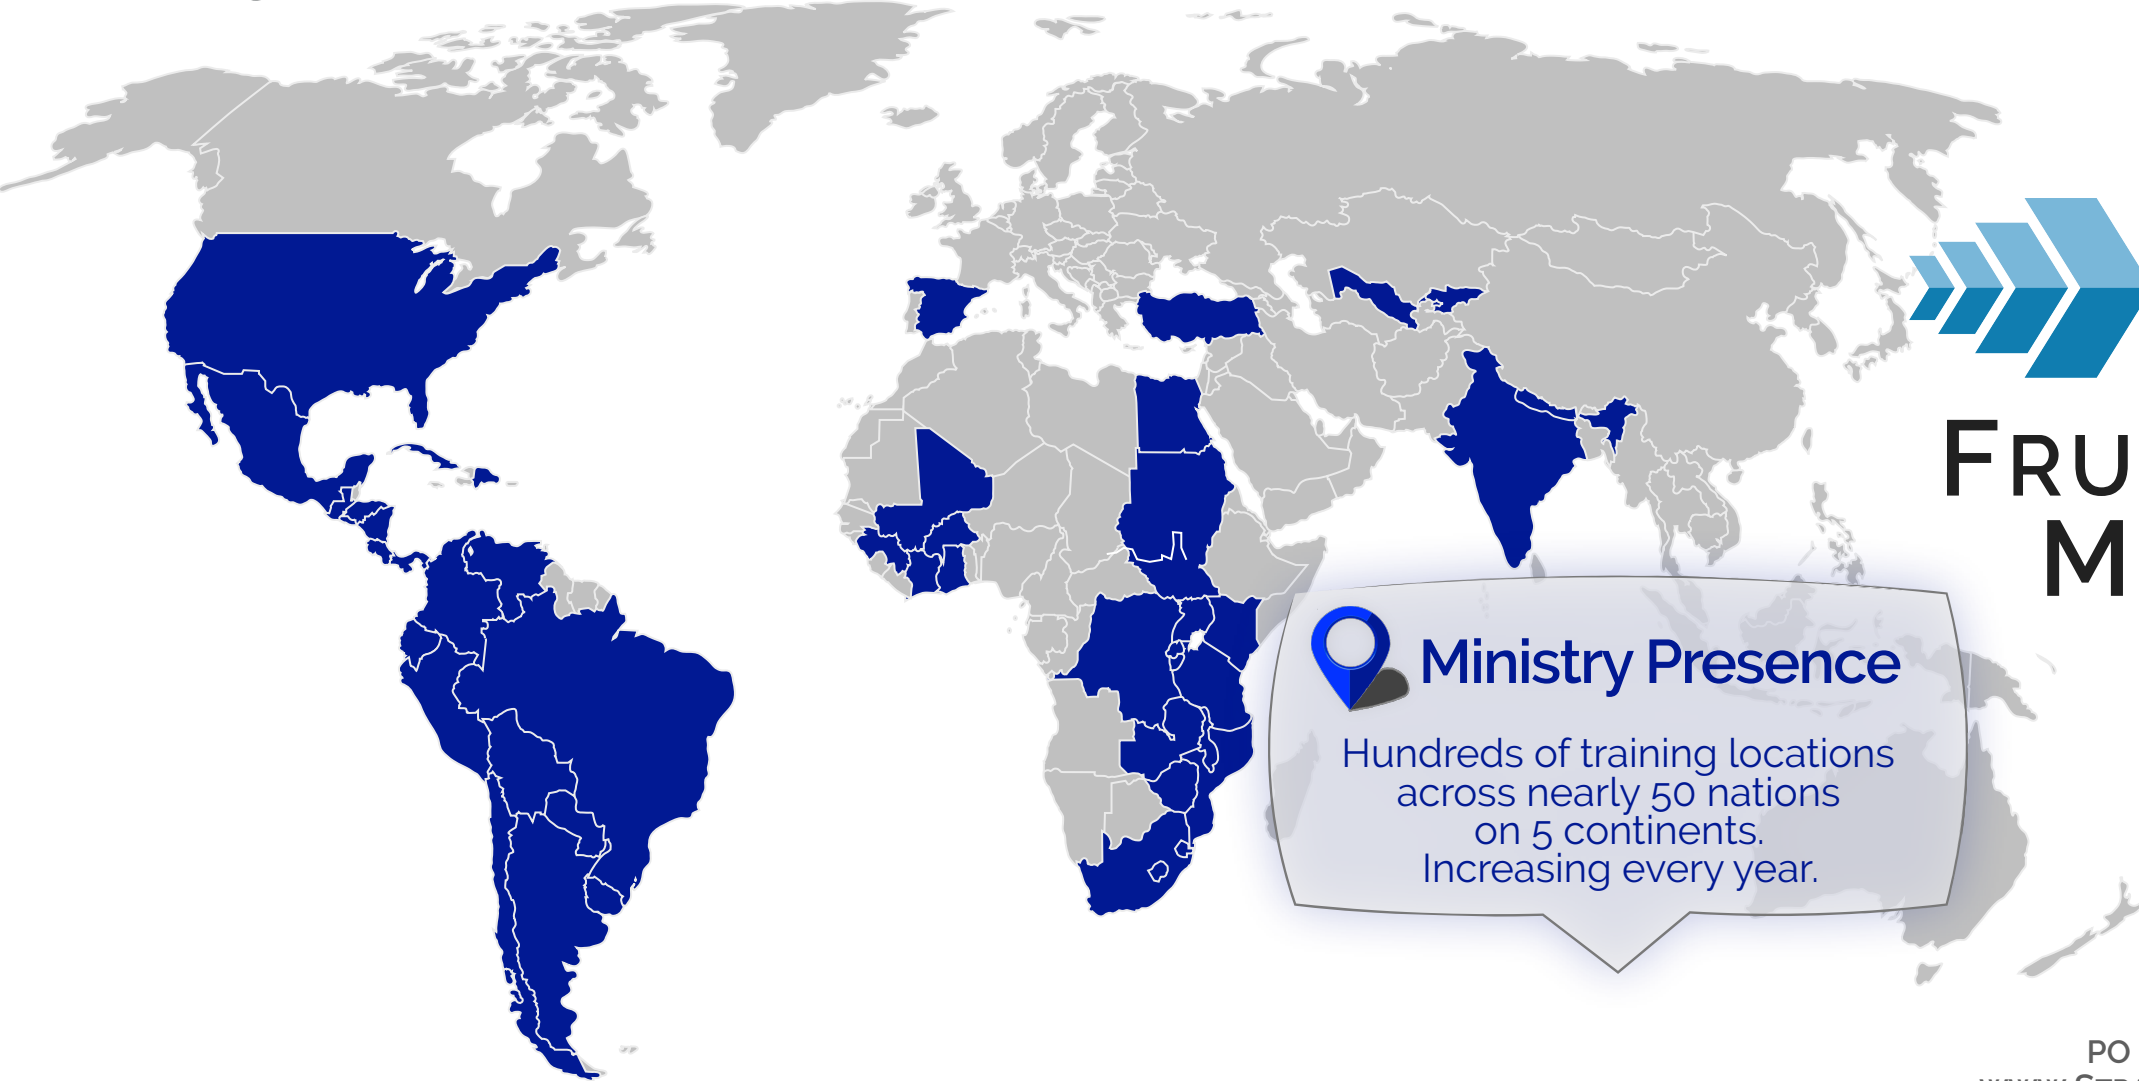 FRU
M
Ministry Presence
Hundreds of training locations
across nearly 50 nations
on 5 continents.
Increasing every year.
PO